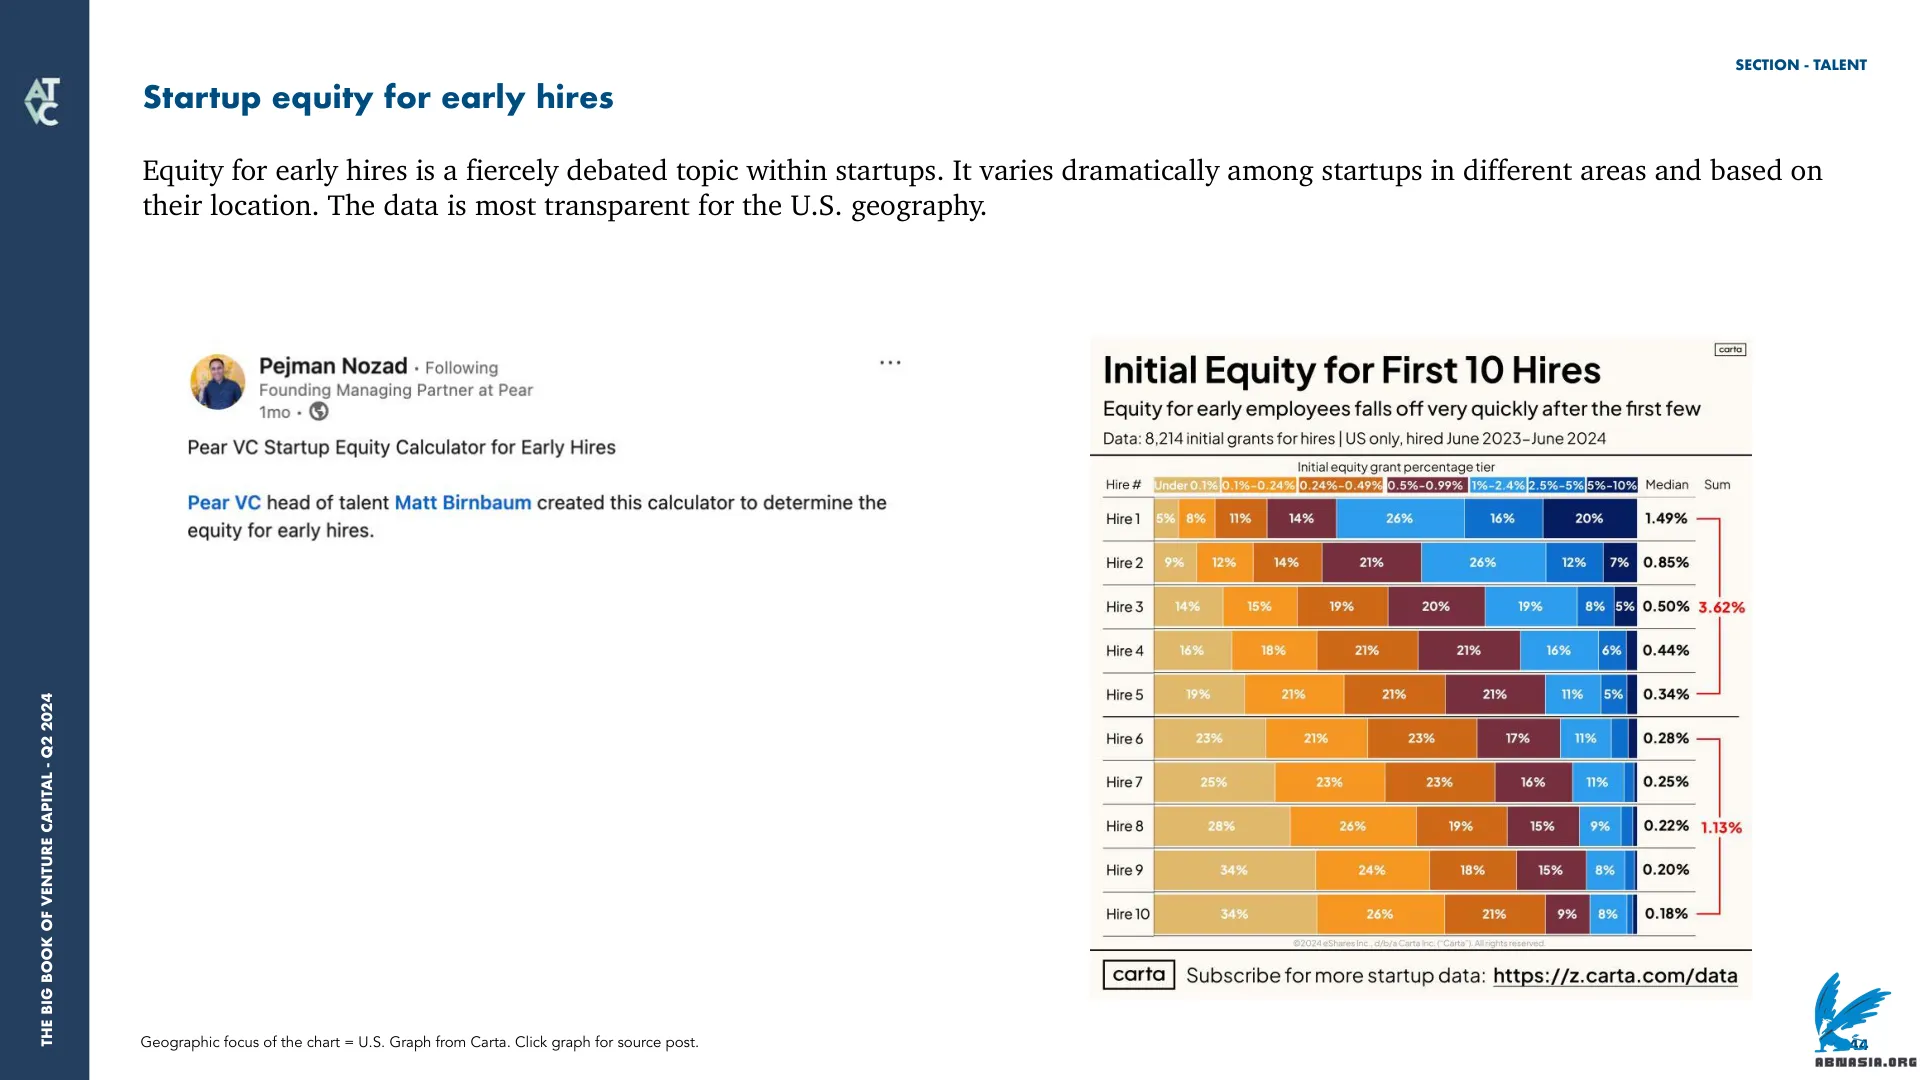 AT
VC
SECTION - TALENT
Startup equity for early hires
Equity for early hires is a fiercely debated topic within startups. It varies dramatically among startups in different areas and based on
their location. The data is most transparent for the U.S. geography.
Pejman Nozad • Following
Founding Managing Partner at Pear
1mo •
Pear VC Startup Equity Calculator for Early Hires
Pear VC head of talent Matt Birnbaum created this calculator to determine the
equity for early hires.
carta
Initial Equity for First 10 Hires
Equity for early employees falls off very quickly after the first few
Data: 8,214 initial grants for hires | US only, hired June 2023–June 2024
Initial equity grant percentage tier
Hire # Under 0.1% 0.1%–0.24% 0.24%–0.49% 0.5%–0.99% 1%–2.4% 2.5%–5% 5%–10% Median Sum
Hire 1 5% 8% 11% 14% 26% 16% 20% 1.49%
Hire 2 9% 12% 14% 21% 26% 12% 7% 0.85%
Hire 3 14% 15% 19% 20% 19% 8% 5% 0.50% 3.62%
Hire 4 16% 18% 21% 21% 16% 6% 0.44%
Hire 5 19% 21% 21% 21% 11% 5% 0.34%
Hire 6 23% 21% 23% 17% 11% 0.28%
Hire 7 25% 23% 23% 16% 11% 0.25%
Hire 8 28% 26% 19% 15% 9% 0.22% 1.13%
Hire 9 34% 24% 18% 15% 8% 0.20%
Hire 10 34% 26% 21% 9% 8% 0.18%
©2024 eShares Inc., d/b/a Carta Inc. ("Carta"). All rights reserved.
carta Subscribe for more startup data: https://z.carta.com/data
Geographic focus of the chart = U.S. Graph from Carta. Click graph for source post.
THE BIG BOOK OF VENTURE CAPITAL - Q2 2024
44
ABNASIA.ORG